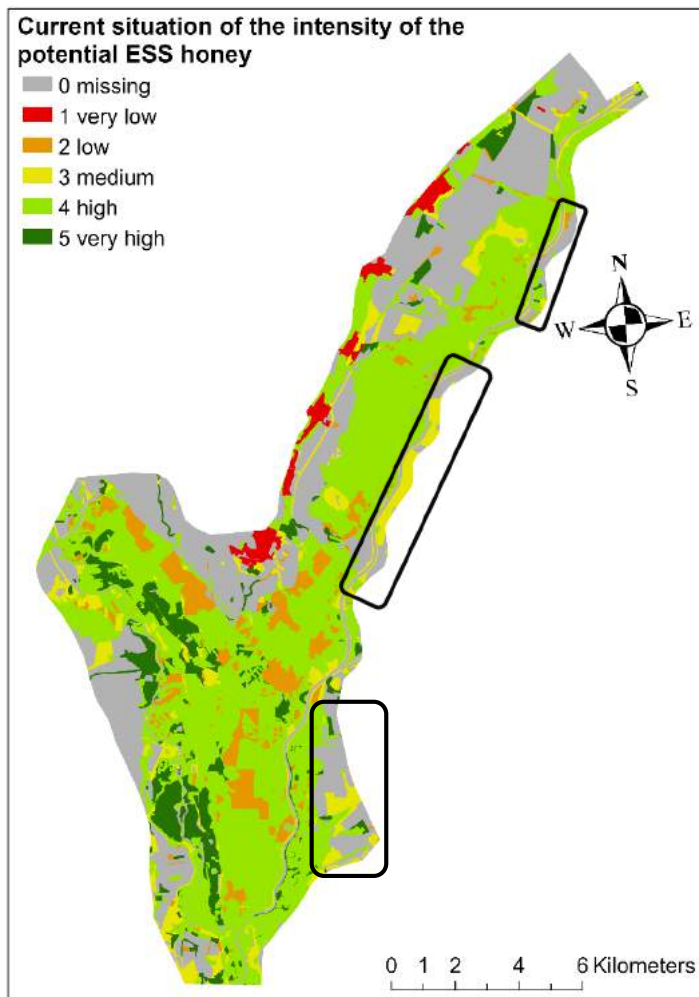 Current situation of the intensity of the
potential ESS honey
0 missing
1 very low
2 low
3 medium
4 high
5 very high
N
W E
S
0 1 2 4 6 Kilometers